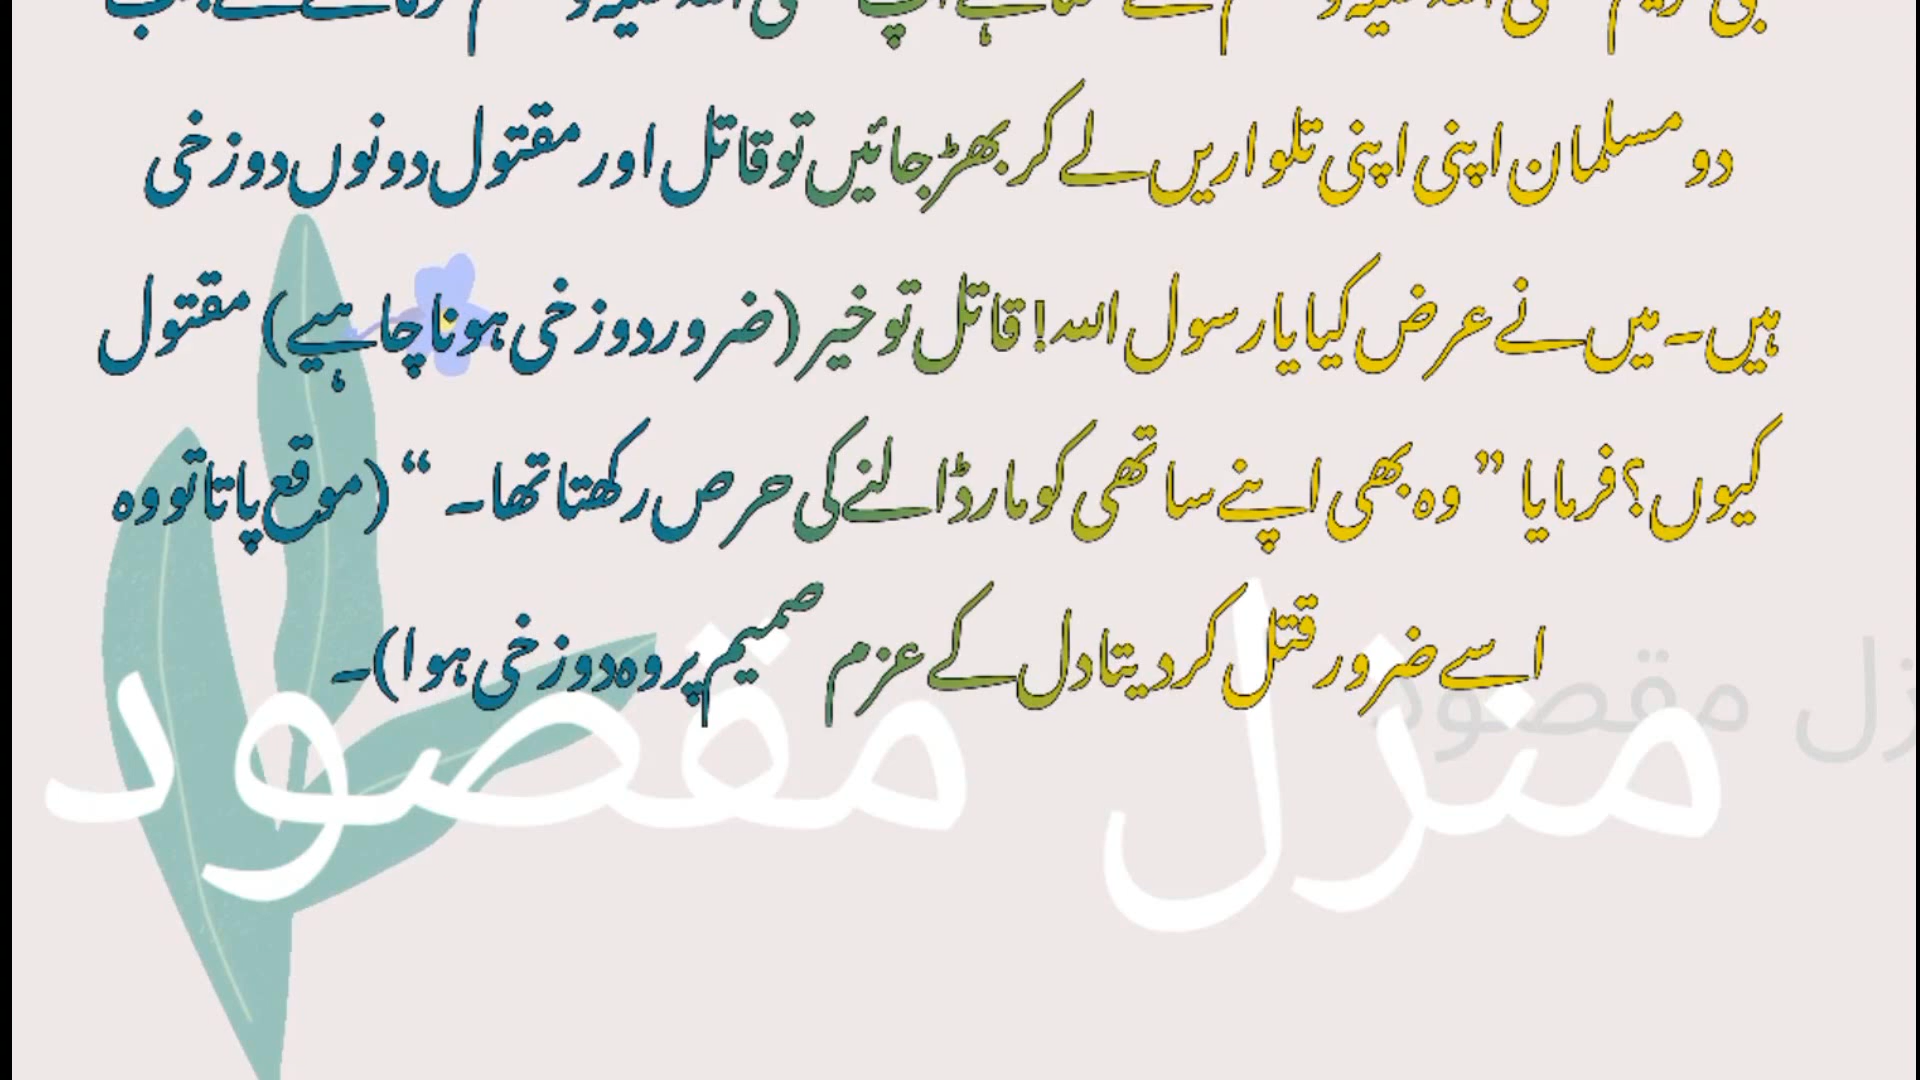 دو مسلمان اپنی اپنی تلواریں لے کر بھڑ جائیں تو قاتل اور مقتول دونوں دوزخی
ہیں۔ میں نے عرض کیا یا رسول اللہ! قاتل تو خیر (ضرور دوزخی ہونا چاہیے) مقتول
کیوں؟ فرمایا ”وہ بھی اپنے ساتھی کو مار ڈالنے کی حرص رکھتا تھا۔“ (موقع پاتا تو وہ
اسے ضرور قتل کر دیتا دل کے عزم صمیم پر وہ دوزخی ہوا)۔
منزل مقصود
منزل مقصود